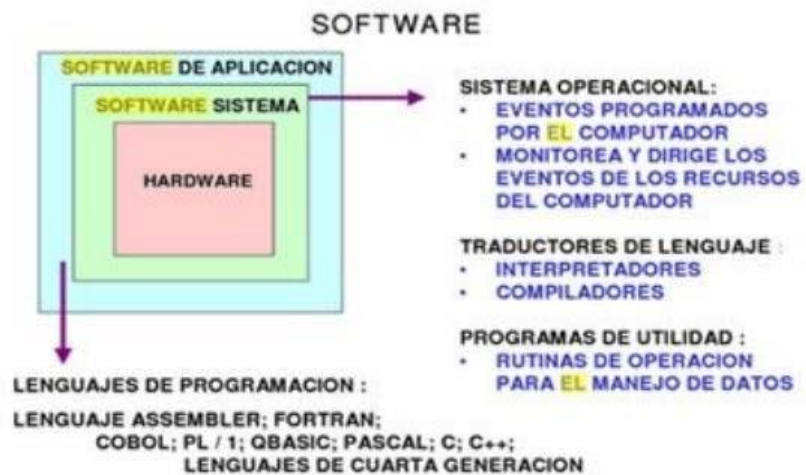 SOFTWARE
SOFTWARE DE APLICACION
SOFTWARE SISTEMA
HARDWARE
SISTEMA OPERACIONAL:
• EVENTOS PROGRAMADOS
POR EL COMPUTADOR
• MONITOREA Y DIRIGE LOS
EVENTOS DE LOS RECURSOS
DEL COMPUTADOR
TRADUCTORES DE LENGUAJE :
• INTERPRETADORES
• COMPILADORES
PROGRAMAS DE UTILIDAD :
• RUTINAS DE OPERACION
PARA EL MANEJO DE DATOS
LENGUAJES DE PROGRAMACION :
LENGUAJE ASSEMBLER; FORTRAN;
COBOL; PL / 1; QBASIC; PASCAL; C; C++;
LENGUAJES DE CUARTA GENERACION